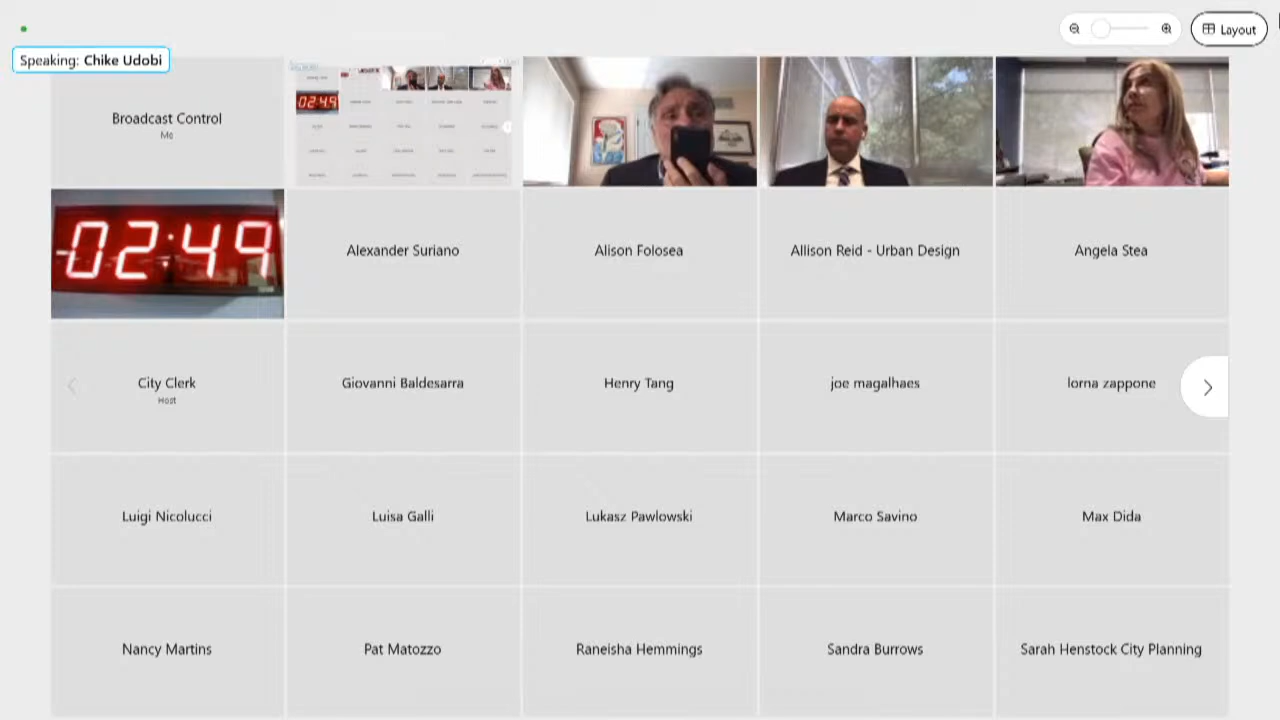 Layout
Speaking: Chike Udobi
Broadcast Control
Me
02:49
02:49
Alexander Suriano
Alison Folosea
Allison Reid - Urban Design
Angela Stea
City Clerk
Host
Giovanni Baldesarra
Henry Tang
joe magalhaes
lorna zappone
Luigi Nicolucci
Luisa Galli
Lukasz Pawlowski
Marco Savino
Max Dida
Nancy Martins
Pat Matozzo
Raneisha Hemmings
Sandra Burrows
Sarah Henstock City Planning